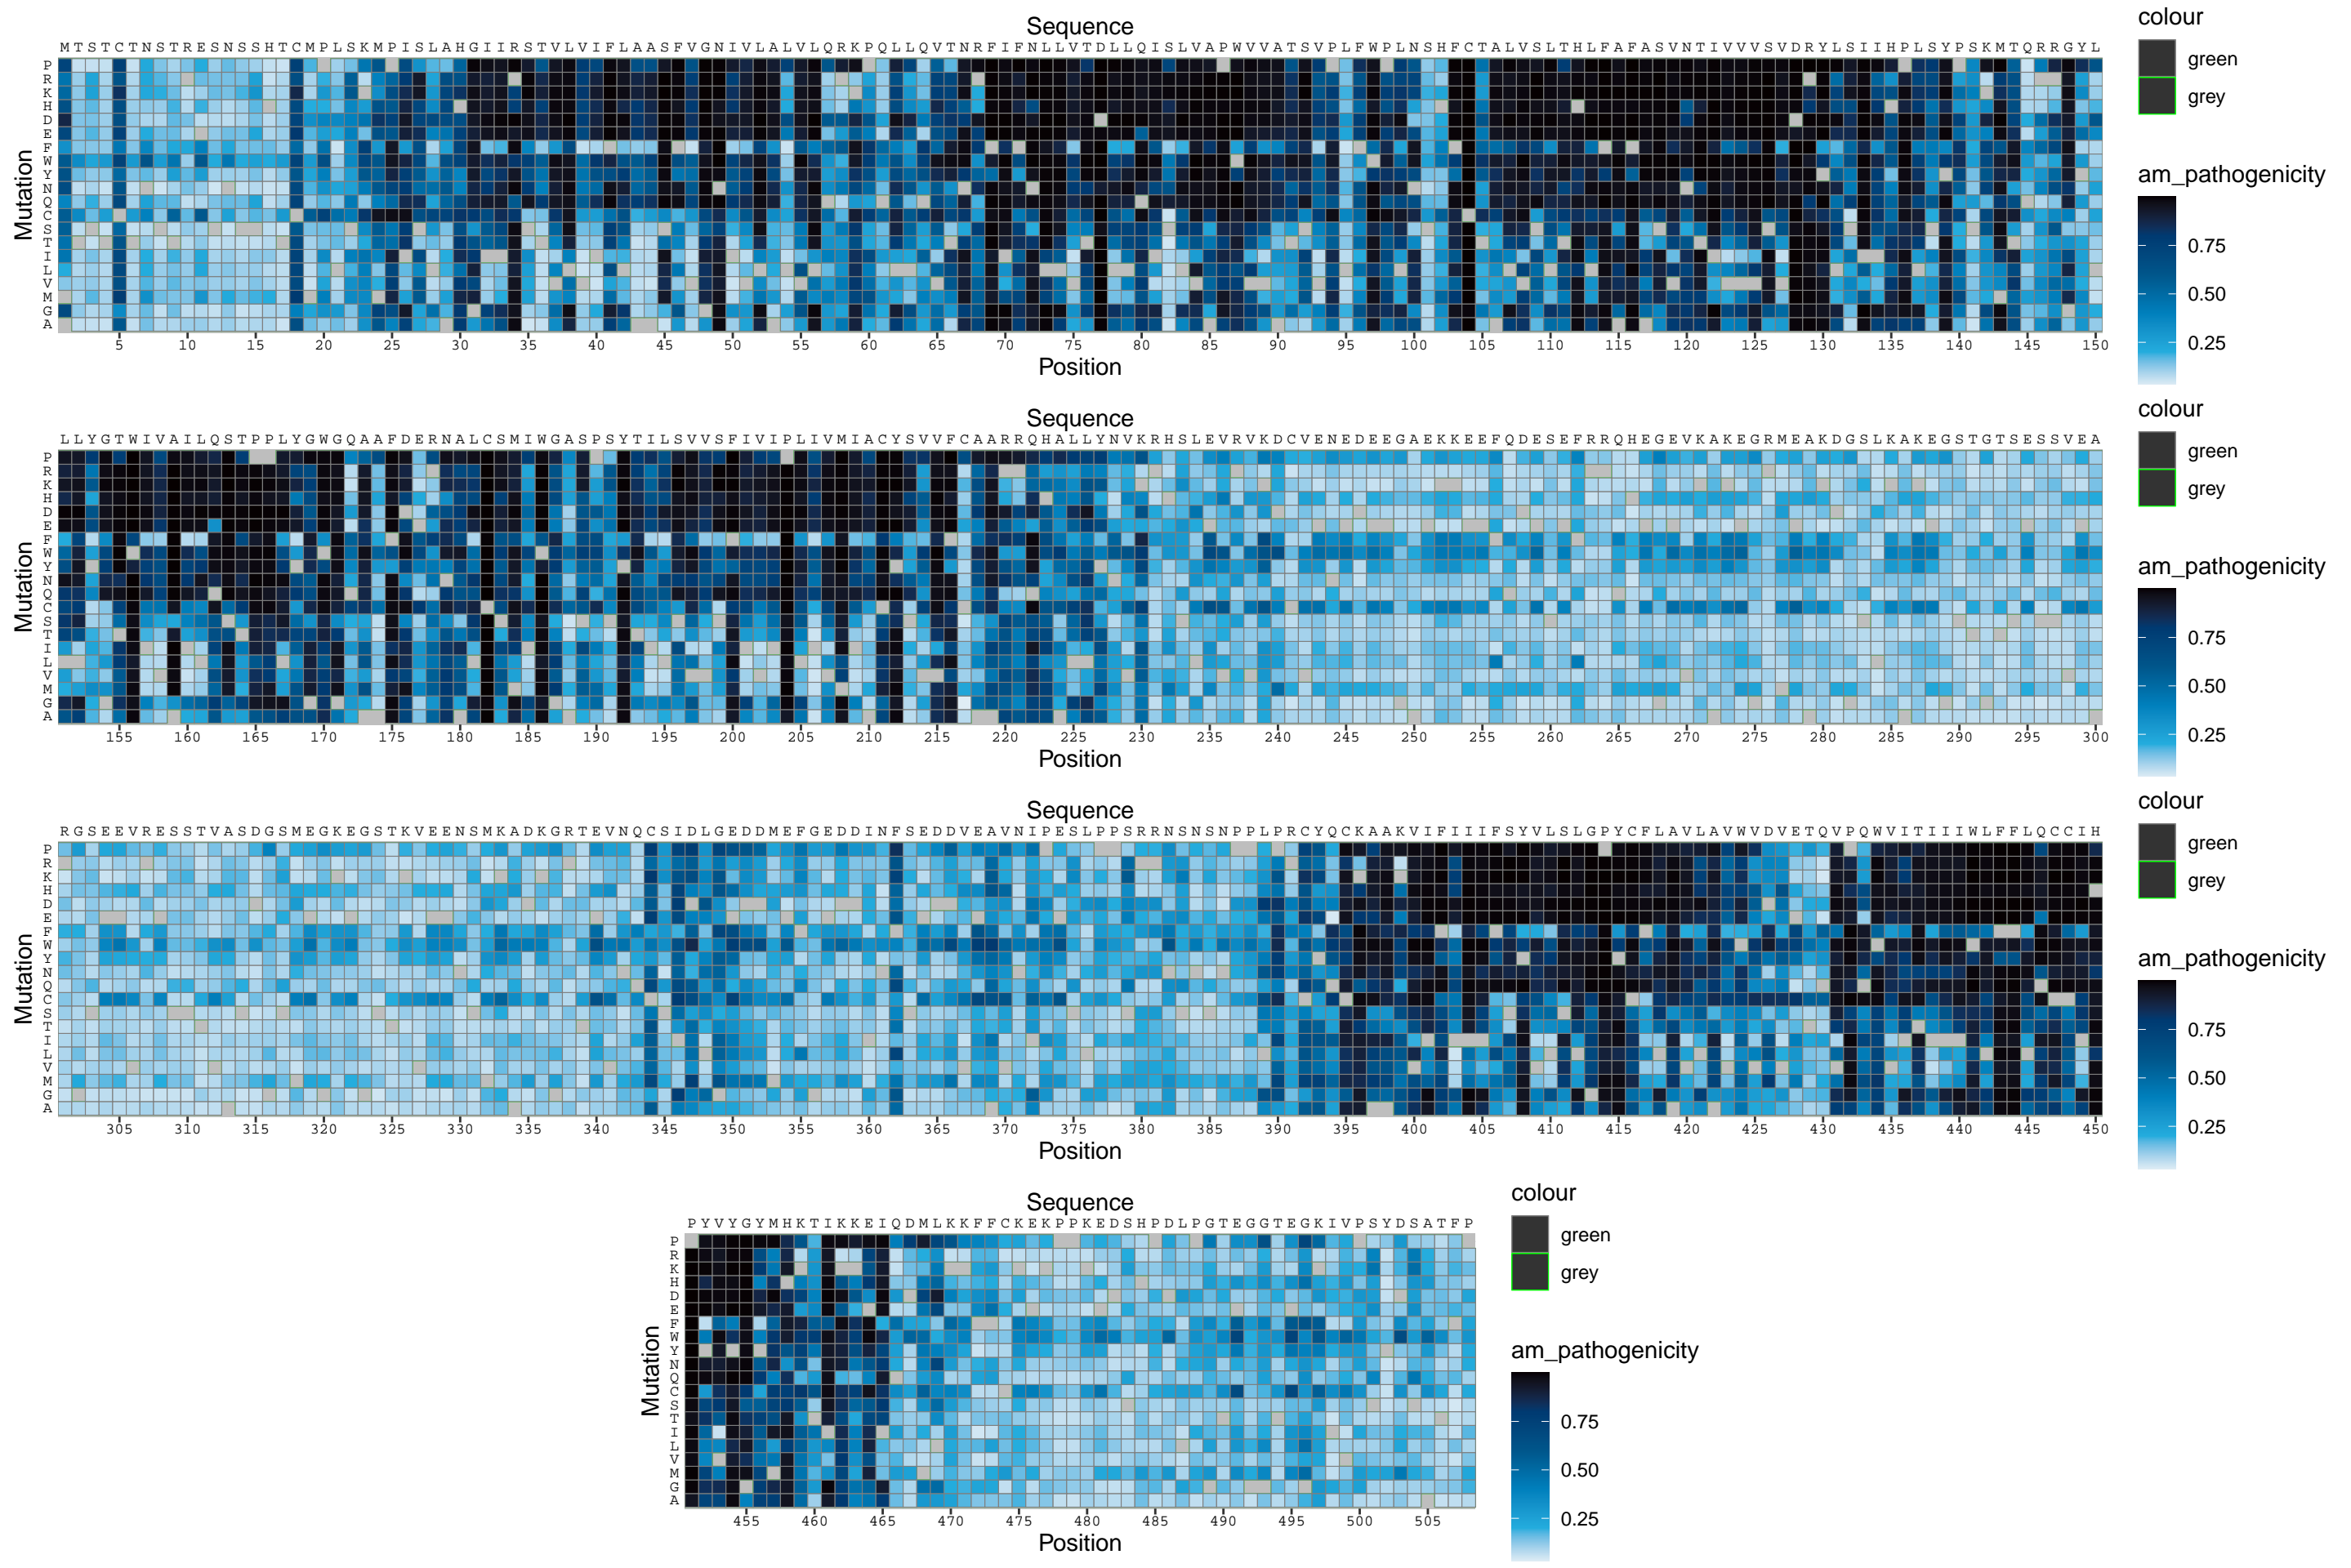 Sequence
MTSTCTNSTRESNSSHTCMPLSKMPISLAHGIIRSTVLVIFLAASFVGNIVLALVLQRKPQLLQVTNRFIFNLLVTDLLQISLVAPWVVATSVPLFWPLNSHFCTALVSLTHLFAFASVNTIVVVSVDRYLSIIHPLSYPSKMTQRRGYL
Mutation
P
R
K
H
D
E
F
W
Y
N
Q
C
S
T
I
L
V
M
G
A
5 10 15 20 25 30 35 40 45 50 55 60 65 70 75 80 85 90 95 100 105 110 115 120 125 130 135 140 145 150
Position
colour
green
grey
am_pathogenicity
0.75
0.50
0.25
Sequence
LLYGTWIVAILQSTPPLYGWGQAAFDERNALCSMIWGASPSYTILSVVSFIVIPLIVMIACYSVVFCAARRQHALLYNVKRHSLEVRVKDCVENEDEEGAEKKEEFQDESEFRRQHEGEVKAKEGRMEAKDGSLKAKEGSTGTSESSVEA
Mutation
P
R
K
H
D
E
F
W
Y
N
Q
C
S
T
I
L
V
M
G
A
155 160 165 170 175 180 185 190 195 200 205 210 215 220 225 230 235 240 245 250 255 260 265 270 275 280 285 290 295 300
Position
colour
green
grey
am_pathogenicity
0.75
0.50
0.25
Sequence
RGSEEVRESSTVASDGSMEGKEGSTKVEENSMKADKGRTEVNQCSIDLGEDDMEFGEDDINFSEDDVEAVNIPESLPPSRRNSNSNPPLPRCYQCKAAKVIFIIIFSYVLSLGPYCFLAVLAVWVDVETQVPQWVITIIIWLFFLQCCIH
Mutation
P
R
K
H
D
E
F
W
Y
N
Q
C
S
T
I
L
V
M
G
A
305 310 315 320 325 330 335 340 345 350 355 360 365 370 375 380 385 390 395 400 405 410 415 420 425 430 435 440 445 450
Position
colour
green
grey
am_pathogenicity
0.75
0.50
0.25
Sequence
PYVYGYMHKTIKKEIQDMLKKFFCKEKPPKEDSHPDLPGTEGGTEGKIVPSYDSATFP
Mutation
P
R
K
H
D
E
F
W
Y
N
Q
C
S
T
I
L
V
M
G
A
455 460 465 470 475 480 485 490 495 500 505
Position
colour
green
grey
am_pathogenicity
0.75
0.50
0.25